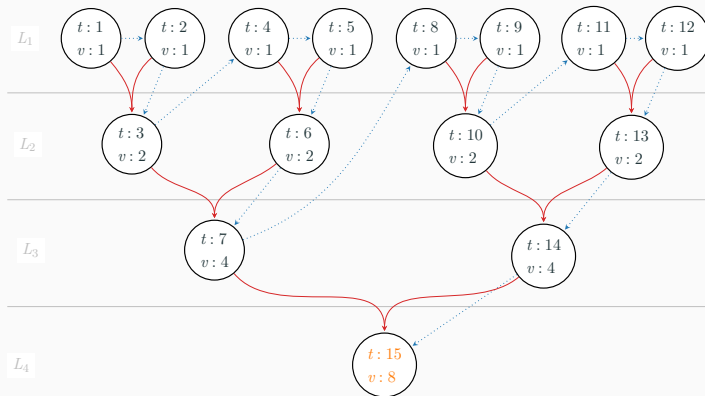 L₁
t : 1
v : 1
t : 2
v : 1
t : 4
v : 1
t : 5
v : 1
t : 8
v : 1
t : 9
v : 1
t : 11
v : 1
t : 12
v : 1
L₂
t : 3
v : 2
t : 6
v : 2
t : 10
v : 2
t : 13
v : 2
L₃
t : 7
v : 4
t : 14
v : 4
L₄
t : 15
v : 8